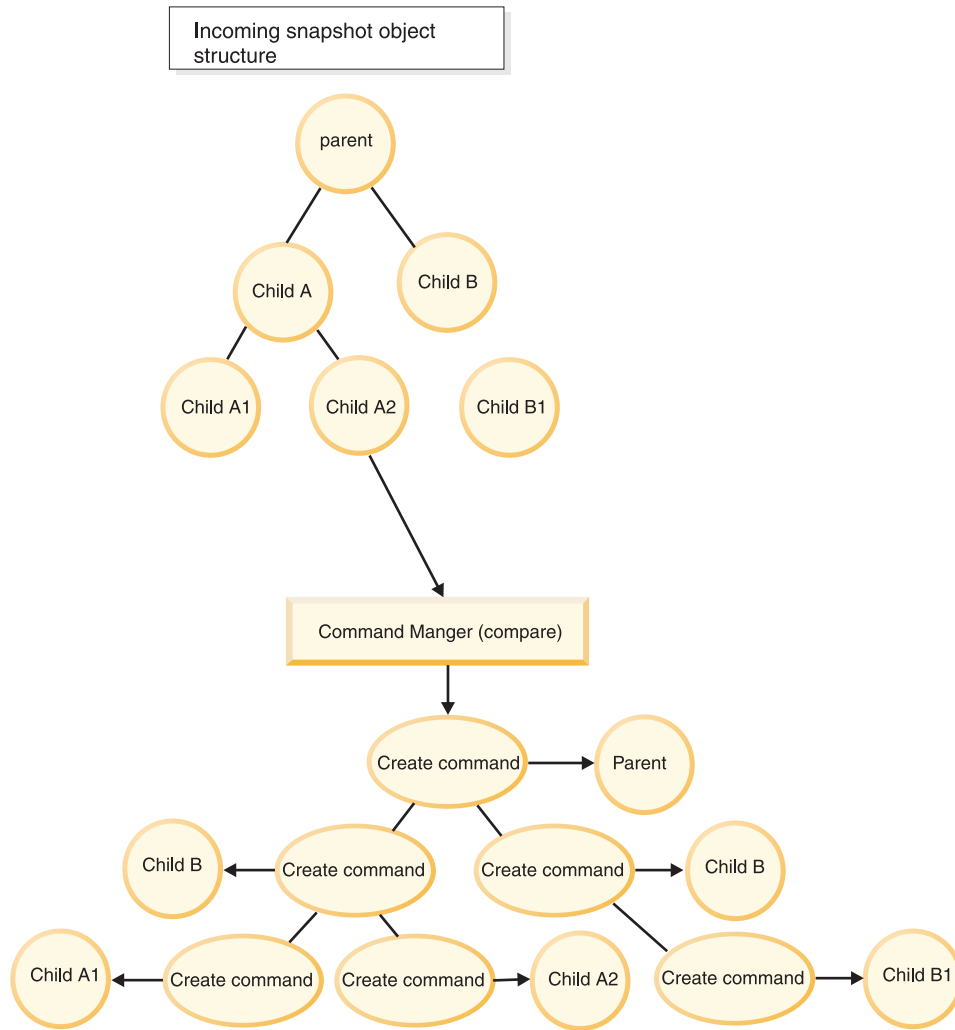 Incoming snapshot object
structure
parent
Child A
Child B
Child A1
Child A2
Child B1
Command Manger (compare)
Create command
Parent
Child B
Create command
Create command
Child B
Child A1
Create command
Create command
Child A2
Create command
Child B1